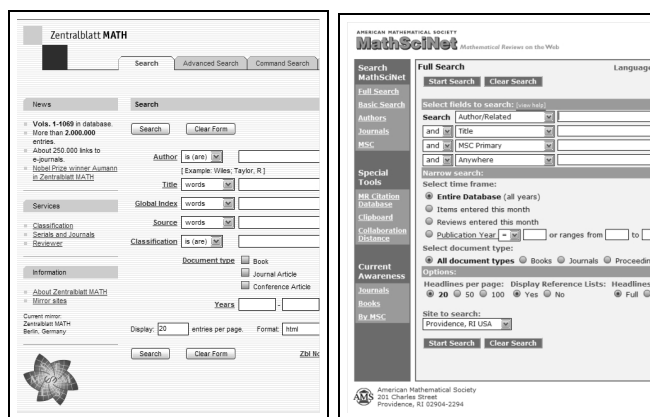 Zentralblatt MATH
Search
Advanced Search
Command Search
News
Vols. 1-1069 in database.
More than 2.000.000
entries.
About 250.000 links to
e-journals.
Nobel Prize winner Aumann
in Zentralblatt MATH
Services
Classification
Serials and Journals
Reviewer
Information
About Zentralblatt MATH
Mirror sites
Current mirror:
Zentralblatt MATH
Berlin, Germany
Search
Search Clear Form
Author is (are)
[ Example: Wiles; Taylor, R ]
Title words
Global Index words
Source words
Classification is (are)
Document type Book
Journal Article
Conference Article
Years -
Display: 20 entries per page. Format: html
Search Clear Form Zbl No
AMERICAN MATHEMATICAL SOCIETY
MathSciNet Mathematical Reviews on the Web
Search
MathSciNet
Full Search
Basic Search
Authors
Journals
MSC
Special
Tools
MR Citation
Database
Clipboard
Collaboration
Distance
Current
Awareness
Journals
Books
By MSC
Full Search Language
Start Search Clear Search
Select fields to search: [view help]
Search Author/Related
and Title
and MSC Primary
and Anywhere
Narrow search:
Select time frame:
Entire Database (all years)
Items entered this month
Reviews entered this month
Publication Year = or ranges from to
Select document type:
All document types Books Journals Proceedin
Options:
Headlines per page: Display Reference Lists: Headlines
20 50 100 Yes No Full
Site to search:
Providence, RI USA
Start Search Clear Search
AMS
American Mathematical Society
201 Charles Street
Providence, RI 02904-2294